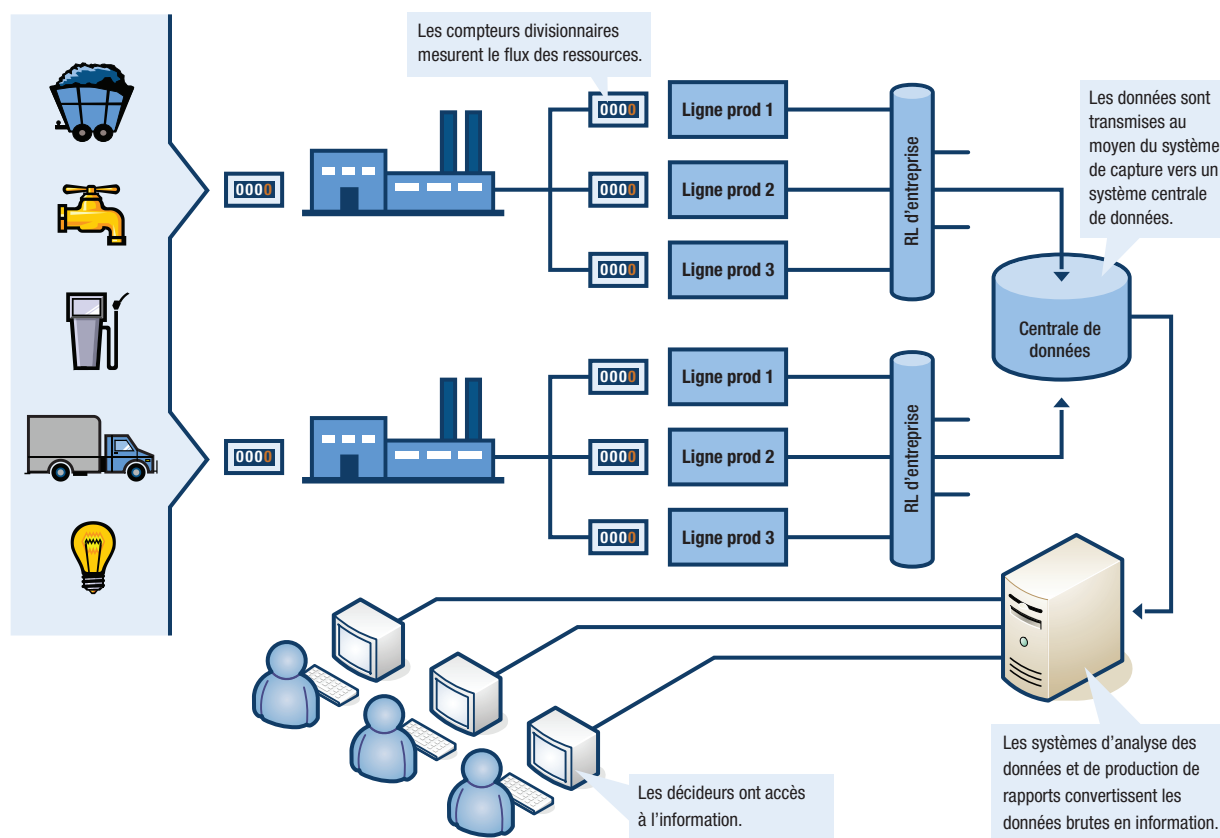 Les compteurs divisionnaires
mesurent le flux des ressources.
0000
Ligne prod 1
0000
0000
Ligne prod 2
0000
Ligne prod 3
RL d'entreprise
Les données sont
transmises au
moyen du système
de capture vers un
système centrale
de données.
Centrale de
données
0000
Ligne prod 1
0000
0000
Ligne prod 2
0000
Ligne prod 3
RL d'entreprise
Les décideurs ont accès
à l'information.
Les systèmes d'analyse des
données et de production de
rapports convertissent les
données brutes en information.